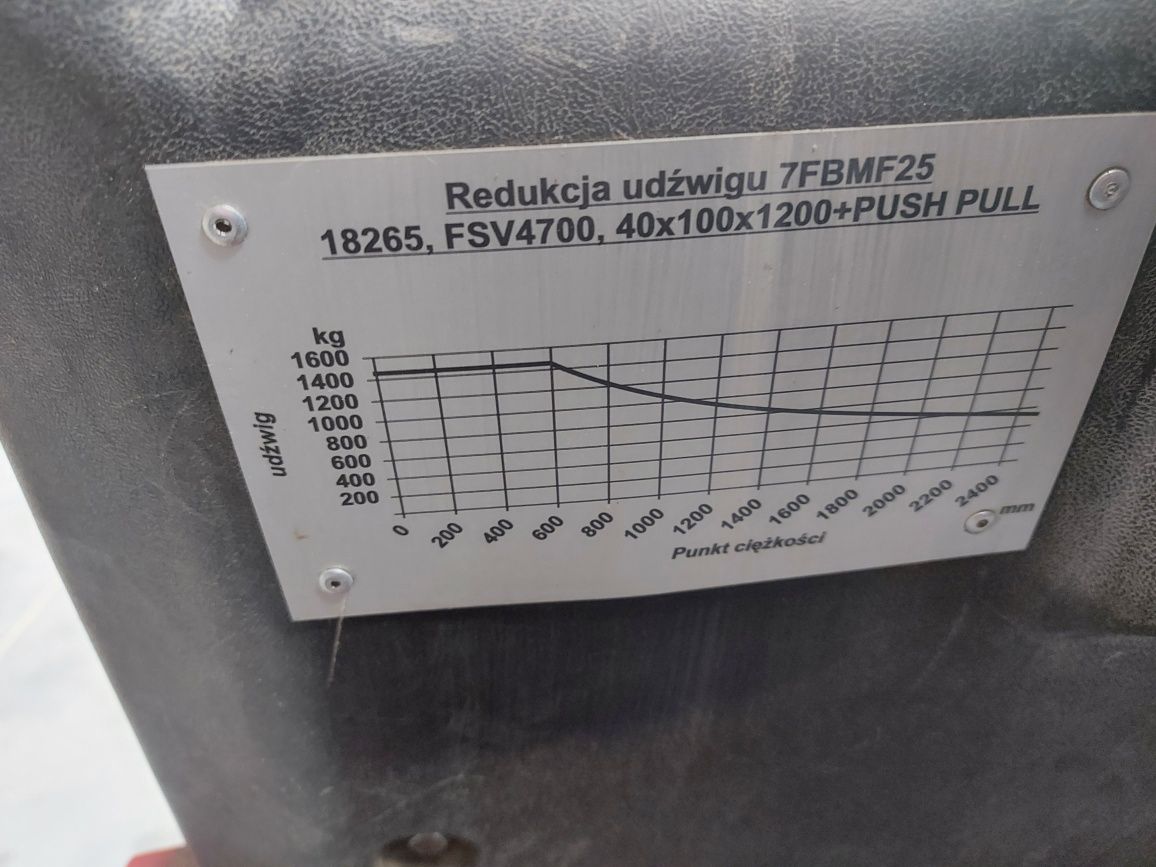 Redukcja udźwigu 7FBMF25
18265, FSV4700, 40x100x1200+PUSH PULL
kg
1600
1400
1200
1000
800
600
400
200
udźwig
0 200 400 600 800 1000 1200 1400 1600 1800 2000 2200 2400 mm
Punkt ciężkości